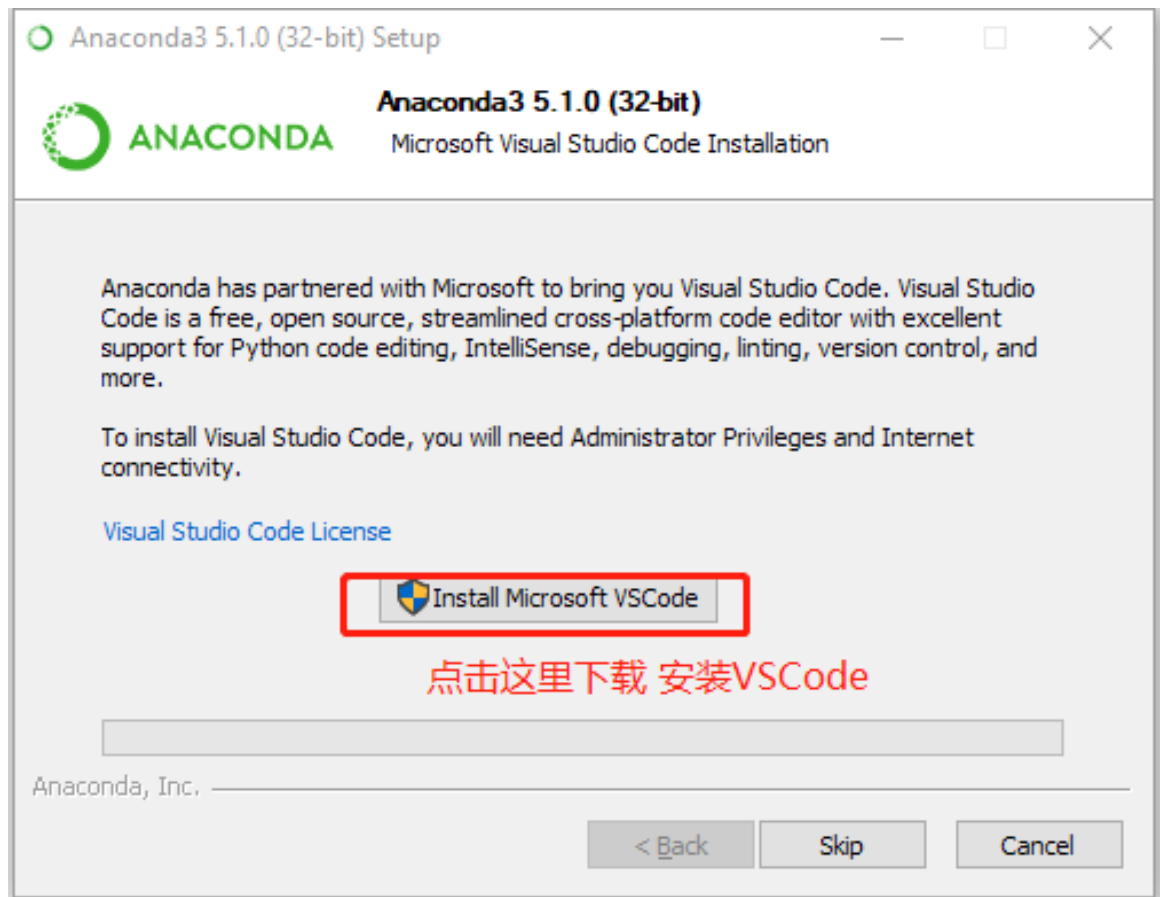 Anaconda3 5.1.0 (32-bit) Setup
ANACONDA
Anaconda3 5.1.0 (32-bit)
Microsoft Visual Studio Code Installation
Anaconda has partnered with Microsoft to bring you Visual Studio Code. Visual Studio
Code is a free, open source, streamlined cross-platform code editor with excellent
support for Python code editing, IntelliSense, debugging, linting, version control, and
more.
To install Visual Studio Code, you will need Administrator Privileges and Internet
connectivity.
Visual Studio Code License
Install Microsoft VSCode
点击这里下载 安装VSCode
Anaconda, Inc.
< Back
Skip
Cancel